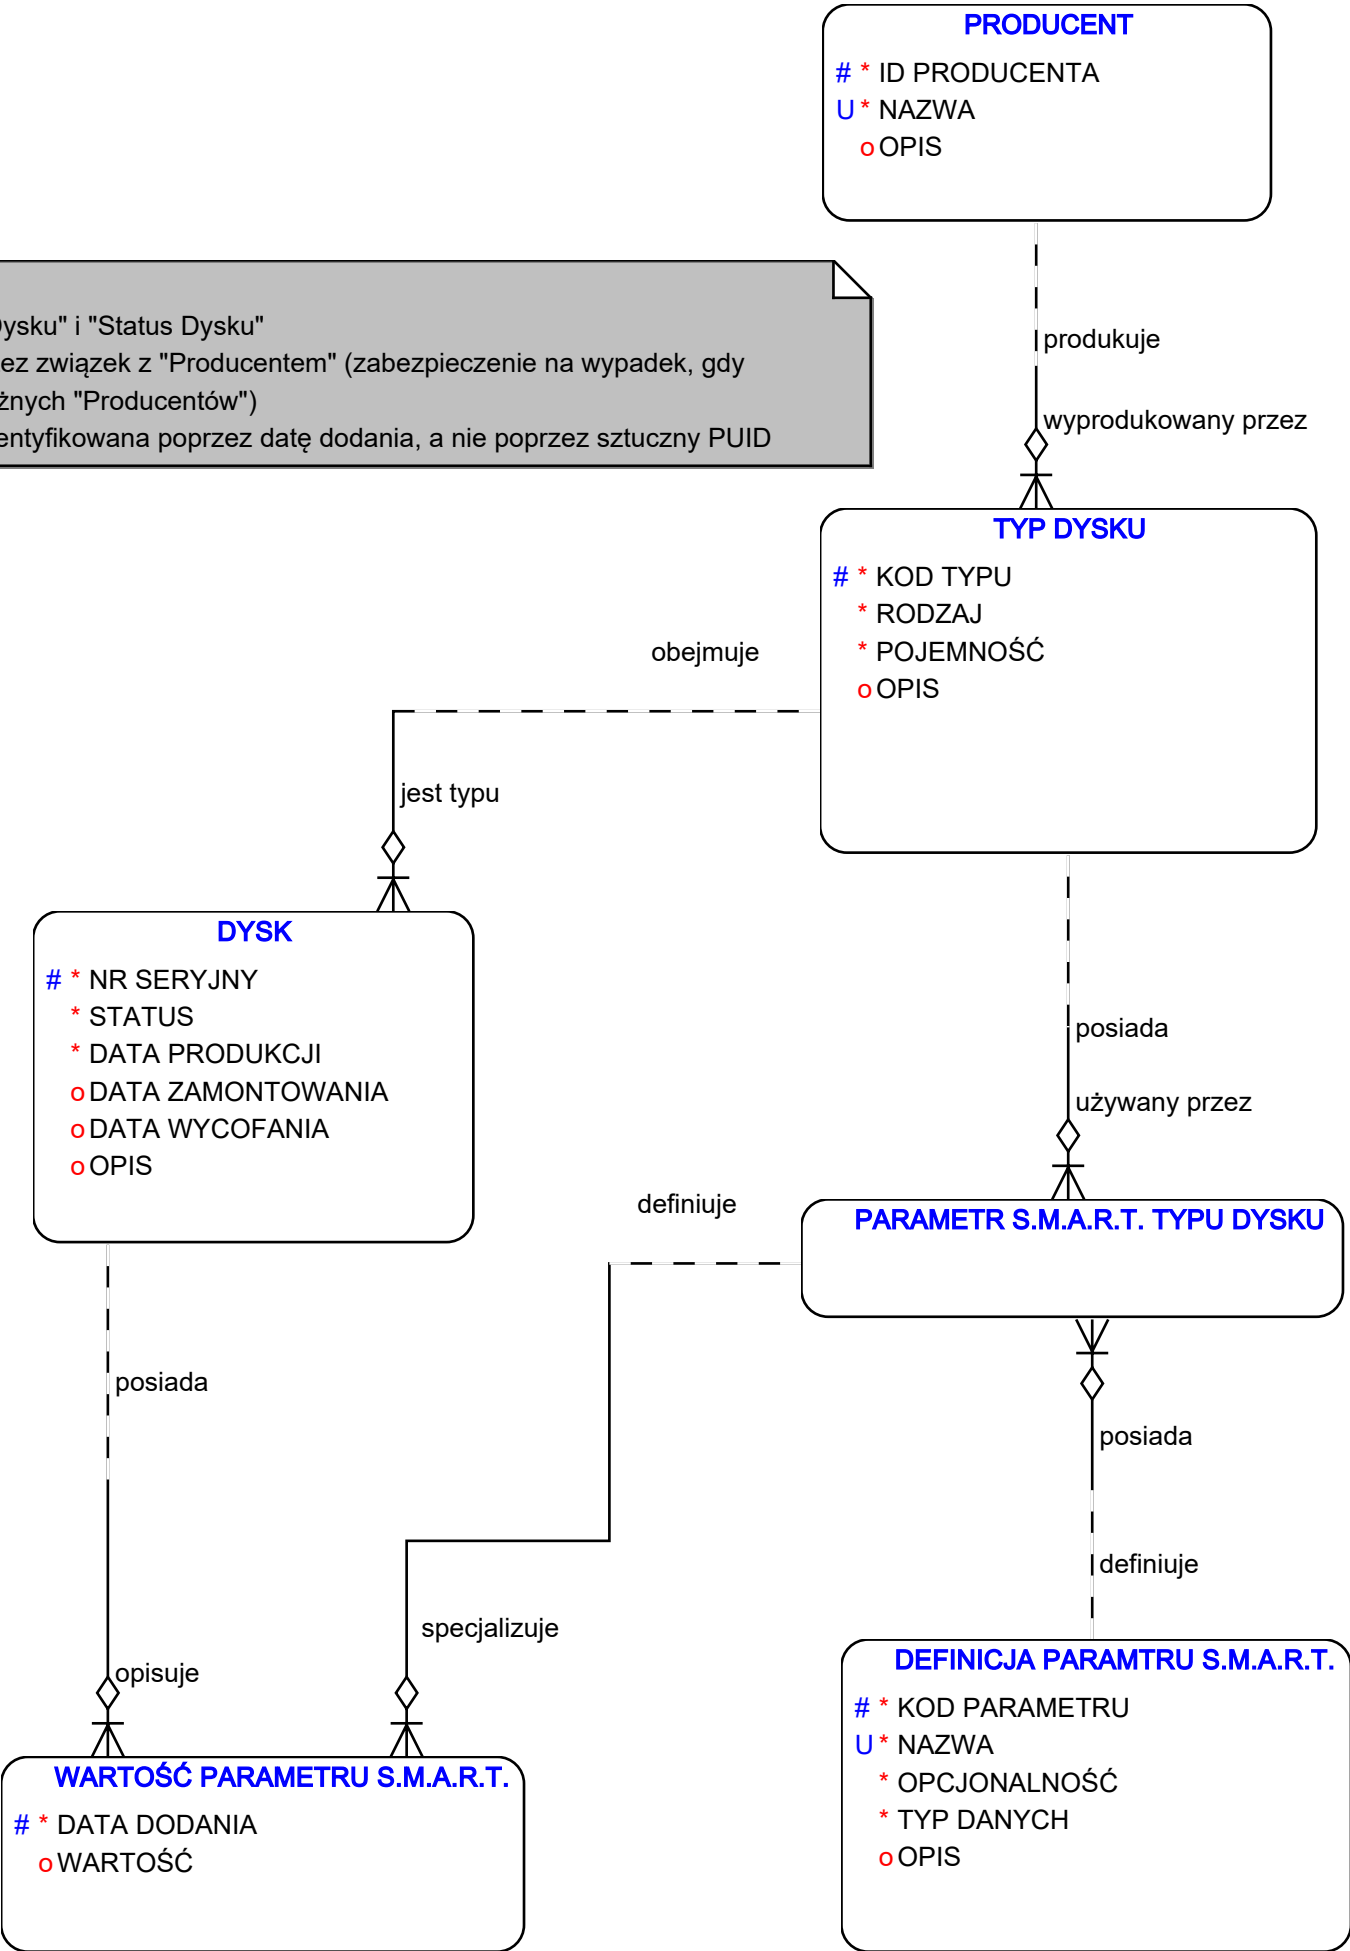 PRODUCENT
# * ID PRODUCENTA
U * NAZWA
o OPIS
ysku" i "Status Dysku"
ez związek z "Producentem" (zabezpieczenie na wypadek, gdy
żnych "Producentów")
entyfikowana poprzez datę dodania, a nie poprzez sztuczny PUID
produkuje
wyprodukowany przez
TYP DYSKU
# * KOD TYPU
* RODZAJ
* POJEMNOŚĆ
o OPIS
obejmuje
jest typu
DYSK
# * NR SERYJNY
* STATUS
* DATA PRODUKCJI
o DATA ZAMONTOWANIA
o DATA WYCOFANIA
o OPIS
posiada
używany przez
definiuje
PARAMETR S.M.A.R.T. TYPU DYSKU
posiada
posiada
definiuje
specjalizuje
opisuje
DEFINICJA PARAMTRU S.M.A.R.T.
# * KOD PARAMETRU
U * NAZWA
* OPCJONALNOŚĆ
* TYP DANYCH
o OPIS
WARTOŚĆ PARAMETRU S.M.A.R.T.
# * DATA DODANIA
o WARTOŚĆ